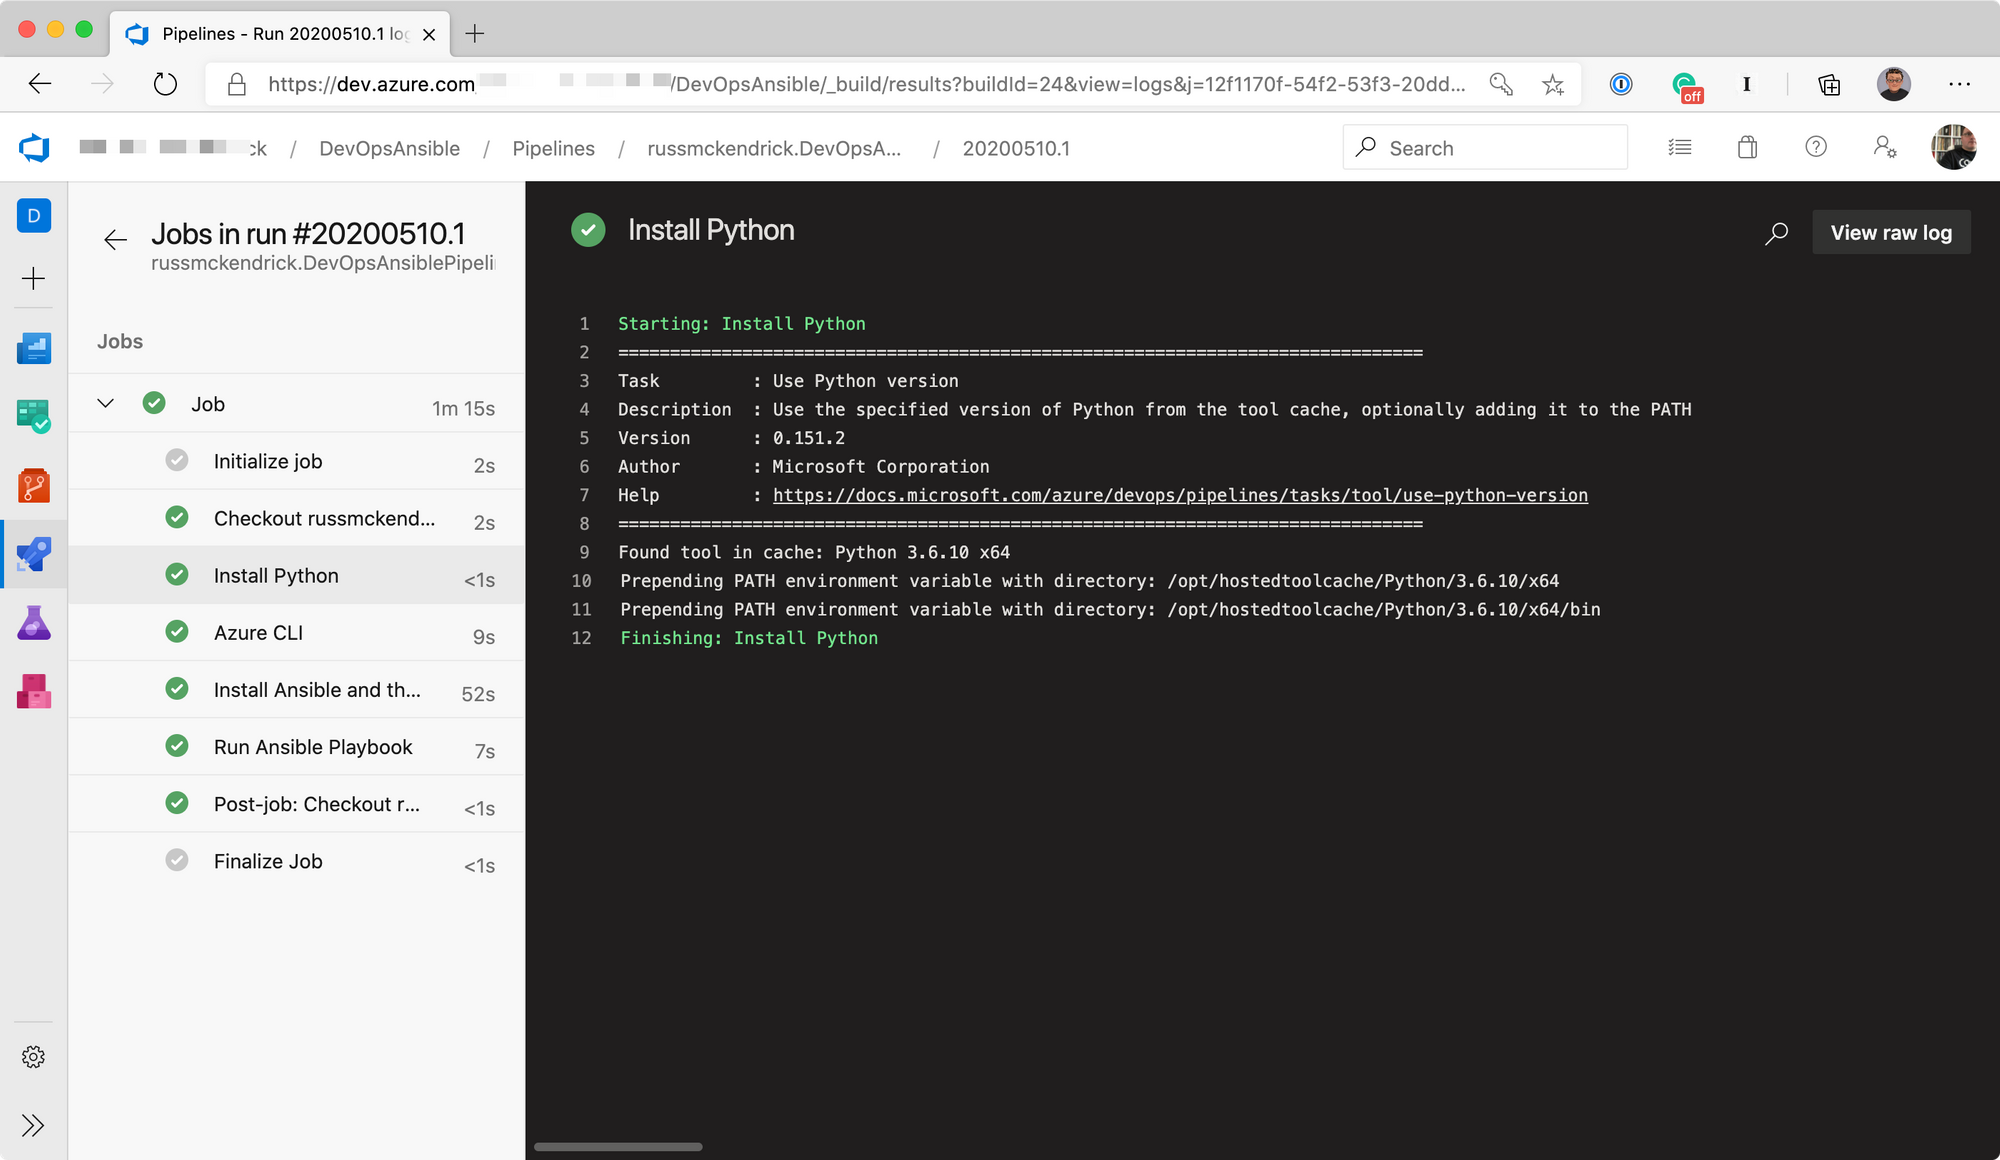 Pipelines - Run 20200510.1 log
https://dev.azure.com/
/DevOpsAnsible/_build/results?buildId=24&view=logs&j=12f1170f-54f2-53f3-20dd...
off
I
ck / DevOpsAnsible / Pipelines / russmckendrick.DevOpsA... / 20200510.1
Search
D
Jobs in run #20200510.1
russmckendrick.DevOpsAnsiblePipeli
Jobs
Job 1m 15s
Initialize job 2s
Checkout russmckend... 2s
Install Python <1s
Azure CLI 9s
Install Ansible and th... 52s
Run Ansible Playbook 7s
Post-job: Checkout r... <1s
Finalize Job <1s
Install Python
View raw log
1 Starting: Install Python
2 ==============================================================================
3 Task : Use Python version
4 Description : Use the specified version of Python from the tool cache, optionally adding it to the PATH
5 Version : 0.151.2
6 Author : Microsoft Corporation
7 Help : https://docs.microsoft.com/azure/devops/pipelines/tasks/tool/use-python-version
8 ==============================================================================
9 Found tool in cache: Python 3.6.10 x64
10 Prepending PATH environment variable with directory: /opt/hostedtoolcache/Python/3.6.10/x64
11 Prepending PATH environment variable with directory: /opt/hostedtoolcache/Python/3.6.10/x64/bin
12 Finishing: Install Python